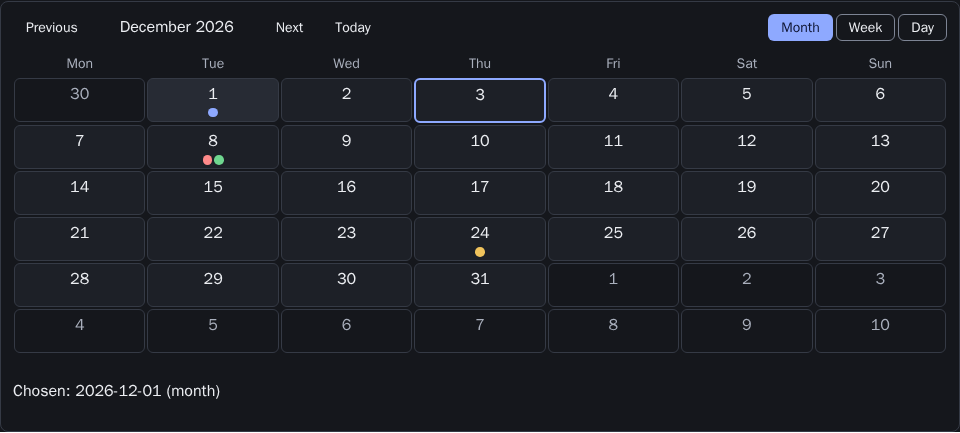 Previous December 2026 Next Today Month Week Day
Mon Tue Wed Thu Fri Sat Sun
30 1 2 3 4 5 6
7 8 9 10 11 12 13
14 15 16 17 18 19 20
21 22 23 24 25 26 27
28 29 30 31 1 2 3
4 5 6 7 8 9 10
Chosen: 2026-12-01 (month)